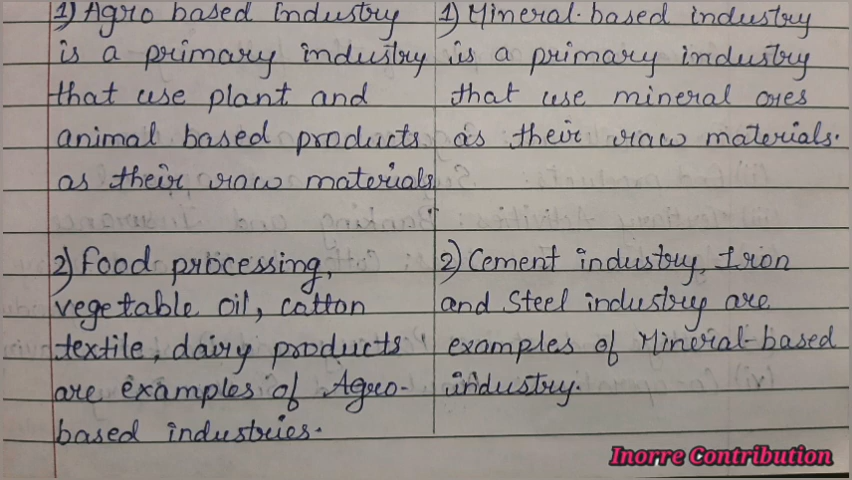 1) Agro based Industry
is a primary industry
that use plant and
animal based products
as their raw materials.
2) Food processing,
vegetable oil, cotton
textile, dairy products
are examples of Agro-
based industries.
1) Mineral-based industry
is a primary industry
that use mineral ores
as their raw materials.
2) Cement industry, Iron
and Steel industry are
examples of Mineral-based
industry.
Inorre Contribution